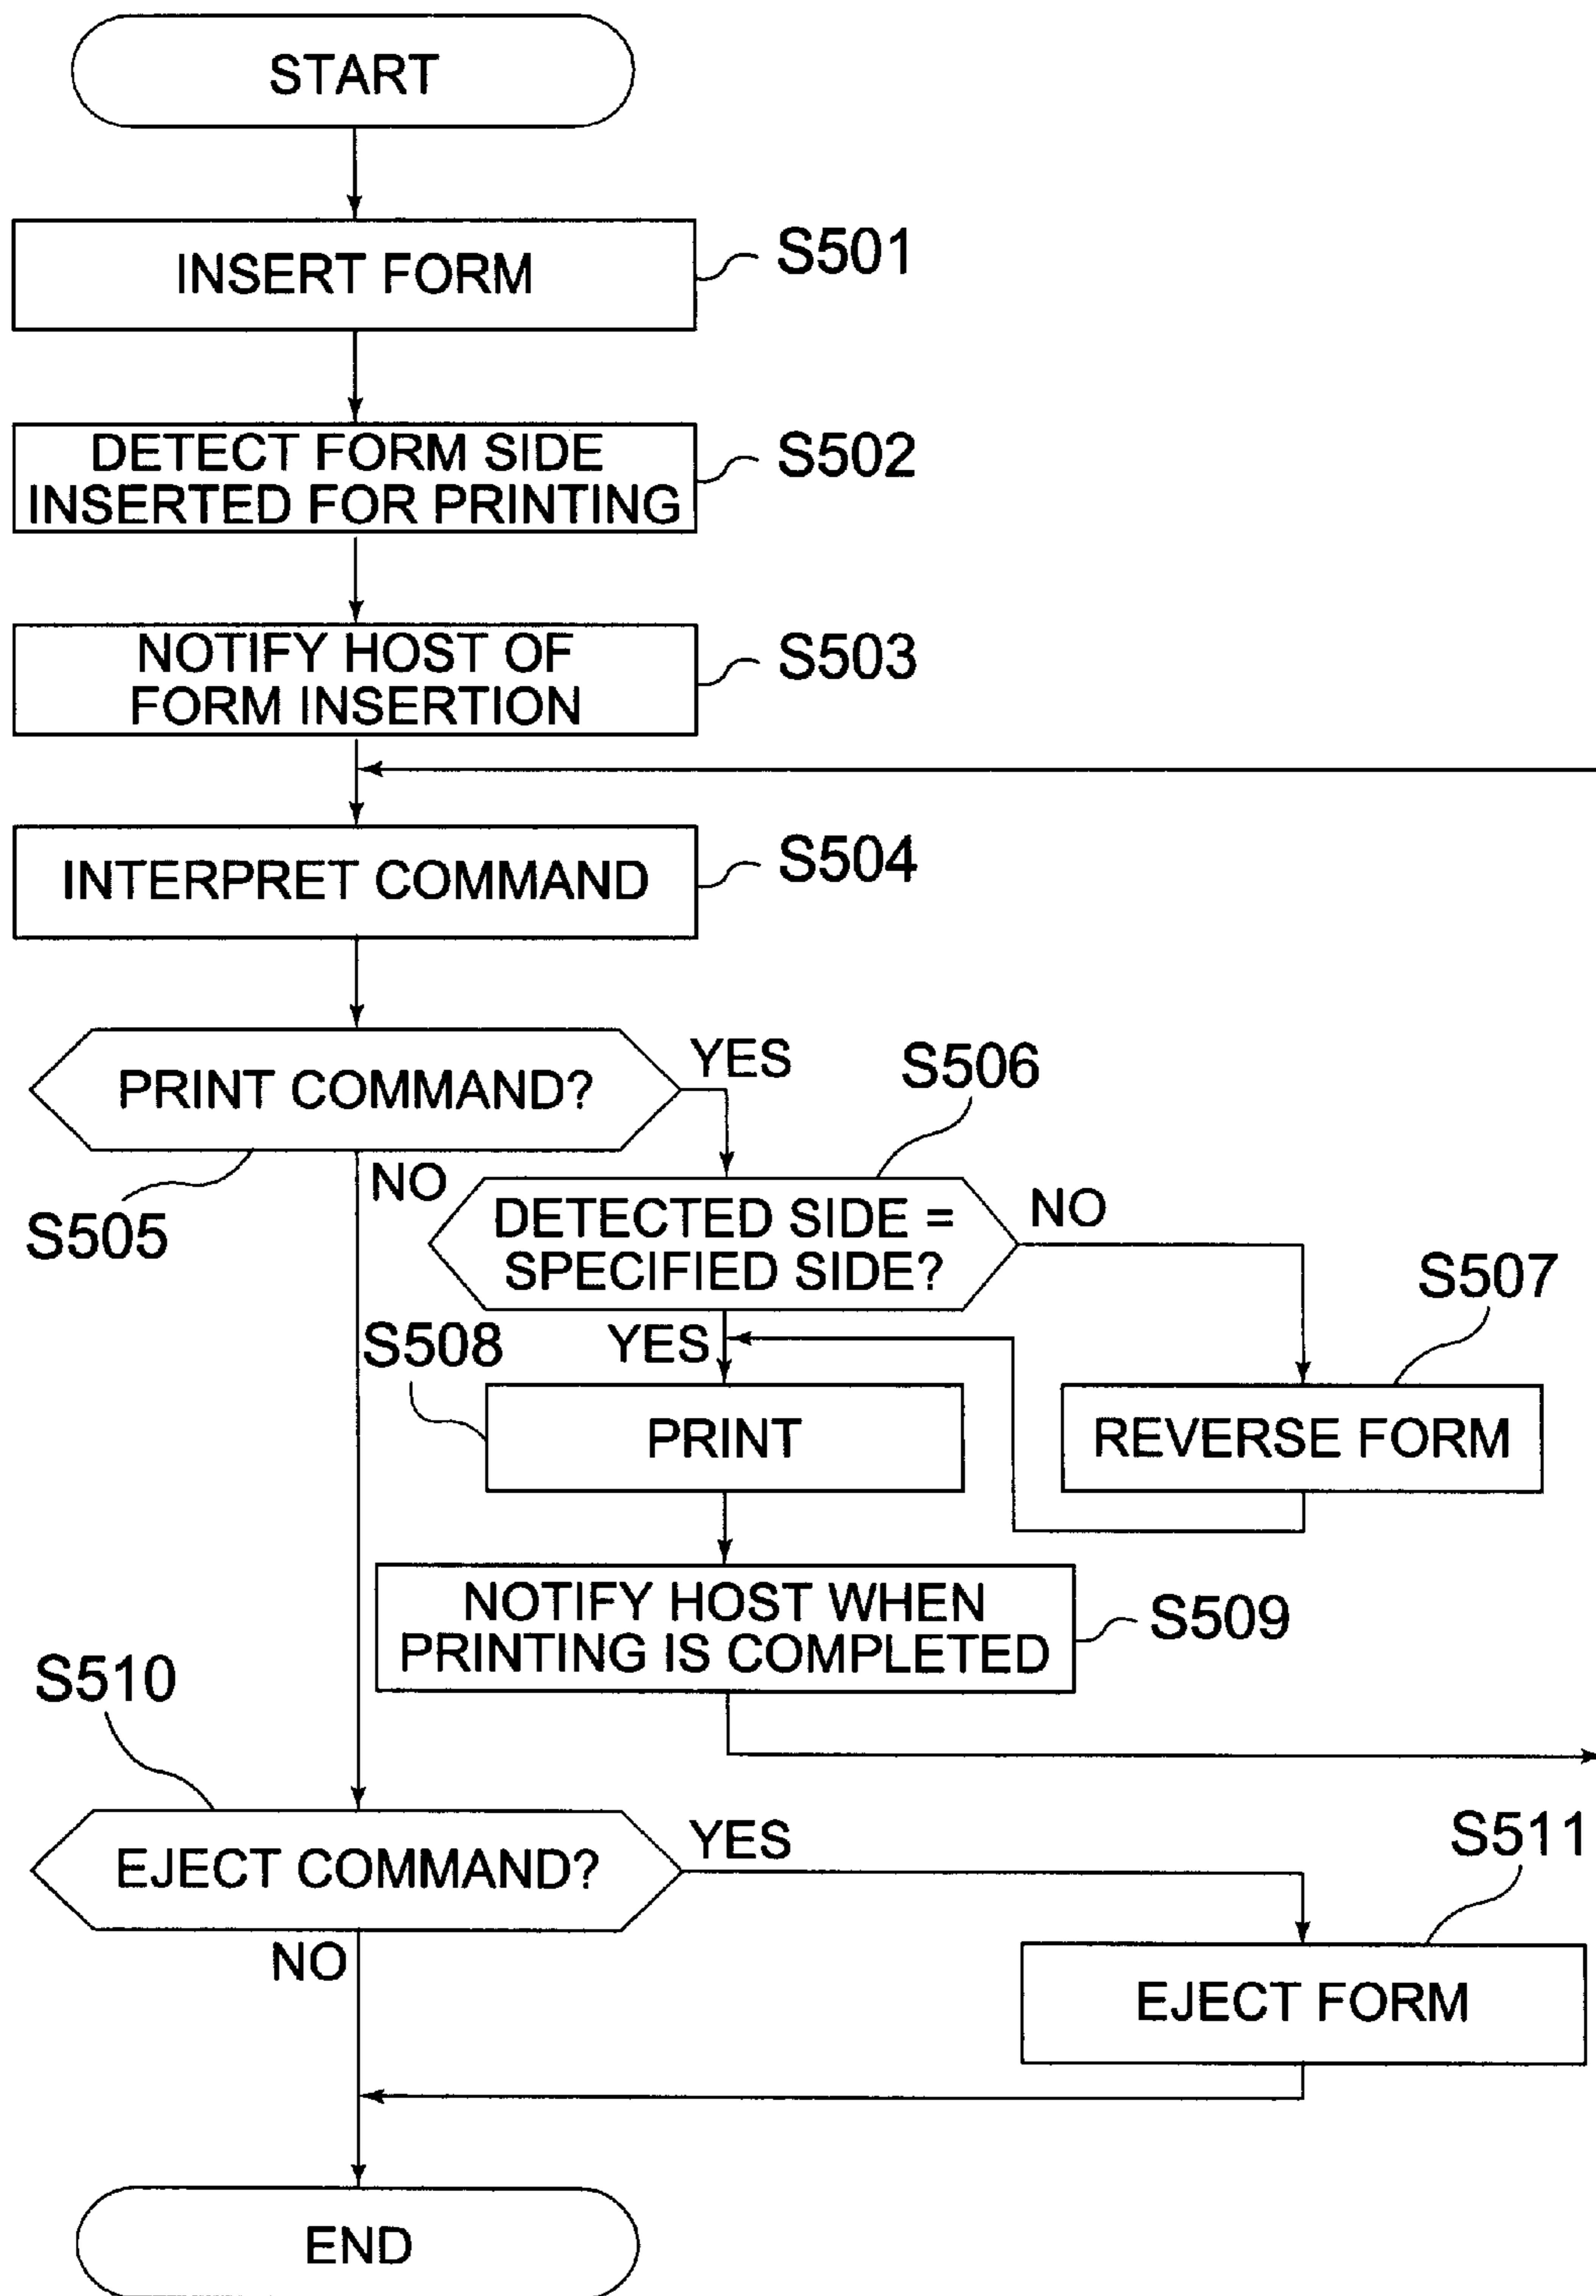 START
INSERT FORM
S501
DETECT FORM SIDE
INSERTED FOR PRINTING
S502
NOTIFY HOST OF
FORM INSERTION
S503
INTERPRET COMMAND
S504
PRINT COMMAND?
YES
NO
S505
S506
DETECTED SIDE =
SPECIFIED SIDE?
NO
YES
S507
REVERSE FORM
S508
PRINT
NOTIFY HOST WHEN
PRINTING IS COMPLETED
S509
S510
EJECT COMMAND?
YES
NO
S511
EJECT FORM
END